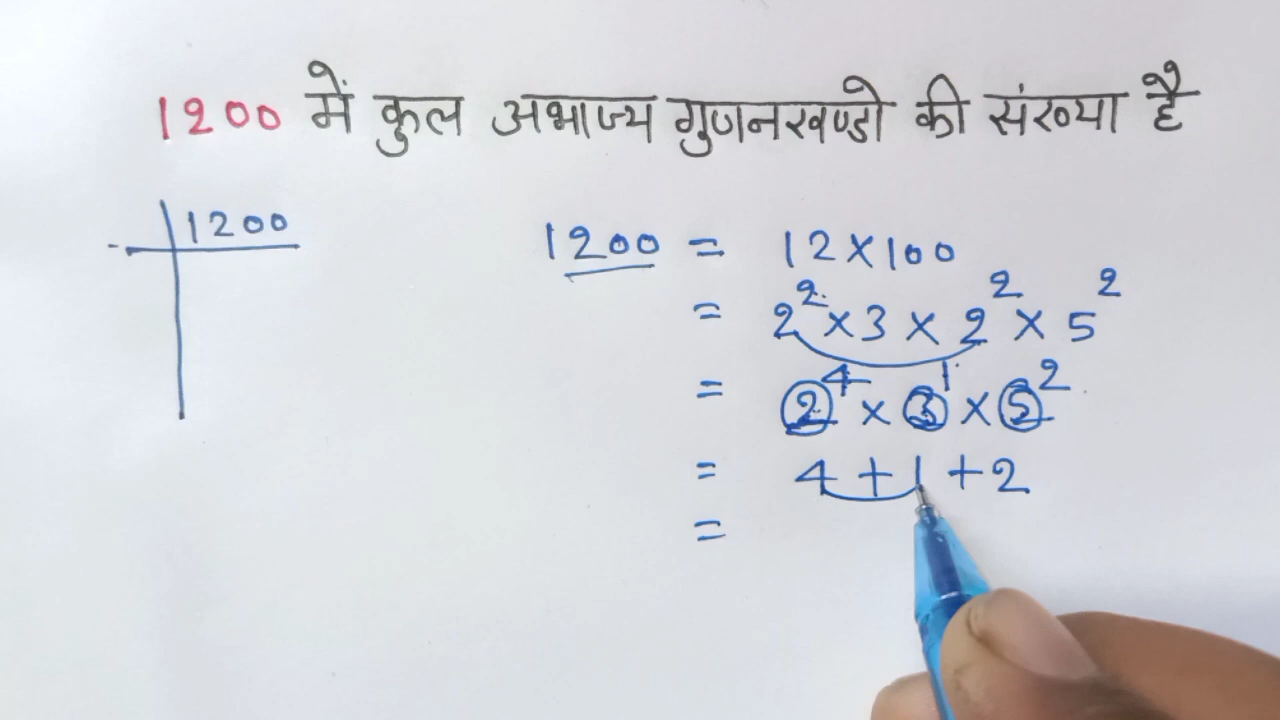 1200 में कुल अभाज्य गुणनखण्डो की संख्या है
1200
1200 = 12×100
= 2²×3×2²×5²
= 2⁴×3¹×5²
= 4+1+2
=